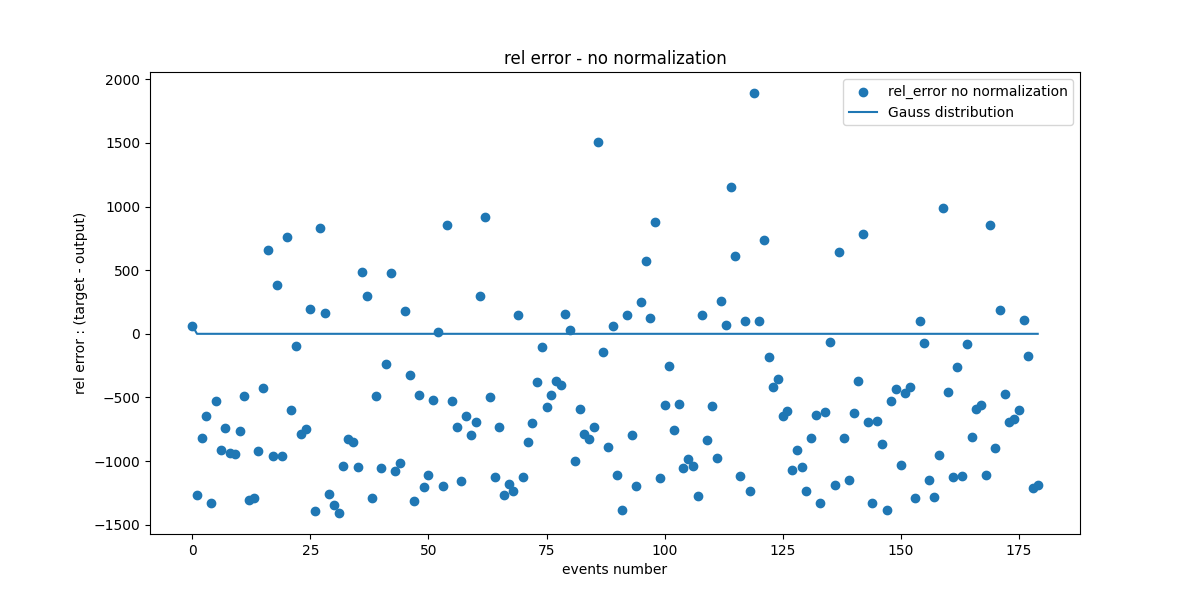 rel error - no normalization
rel_error no normalization
Gauss distribution
rel error : (target - output)
2000
1500
1000
500
0
−500
−1000
−1500
0 25 50 75 100 125 150 175
events number